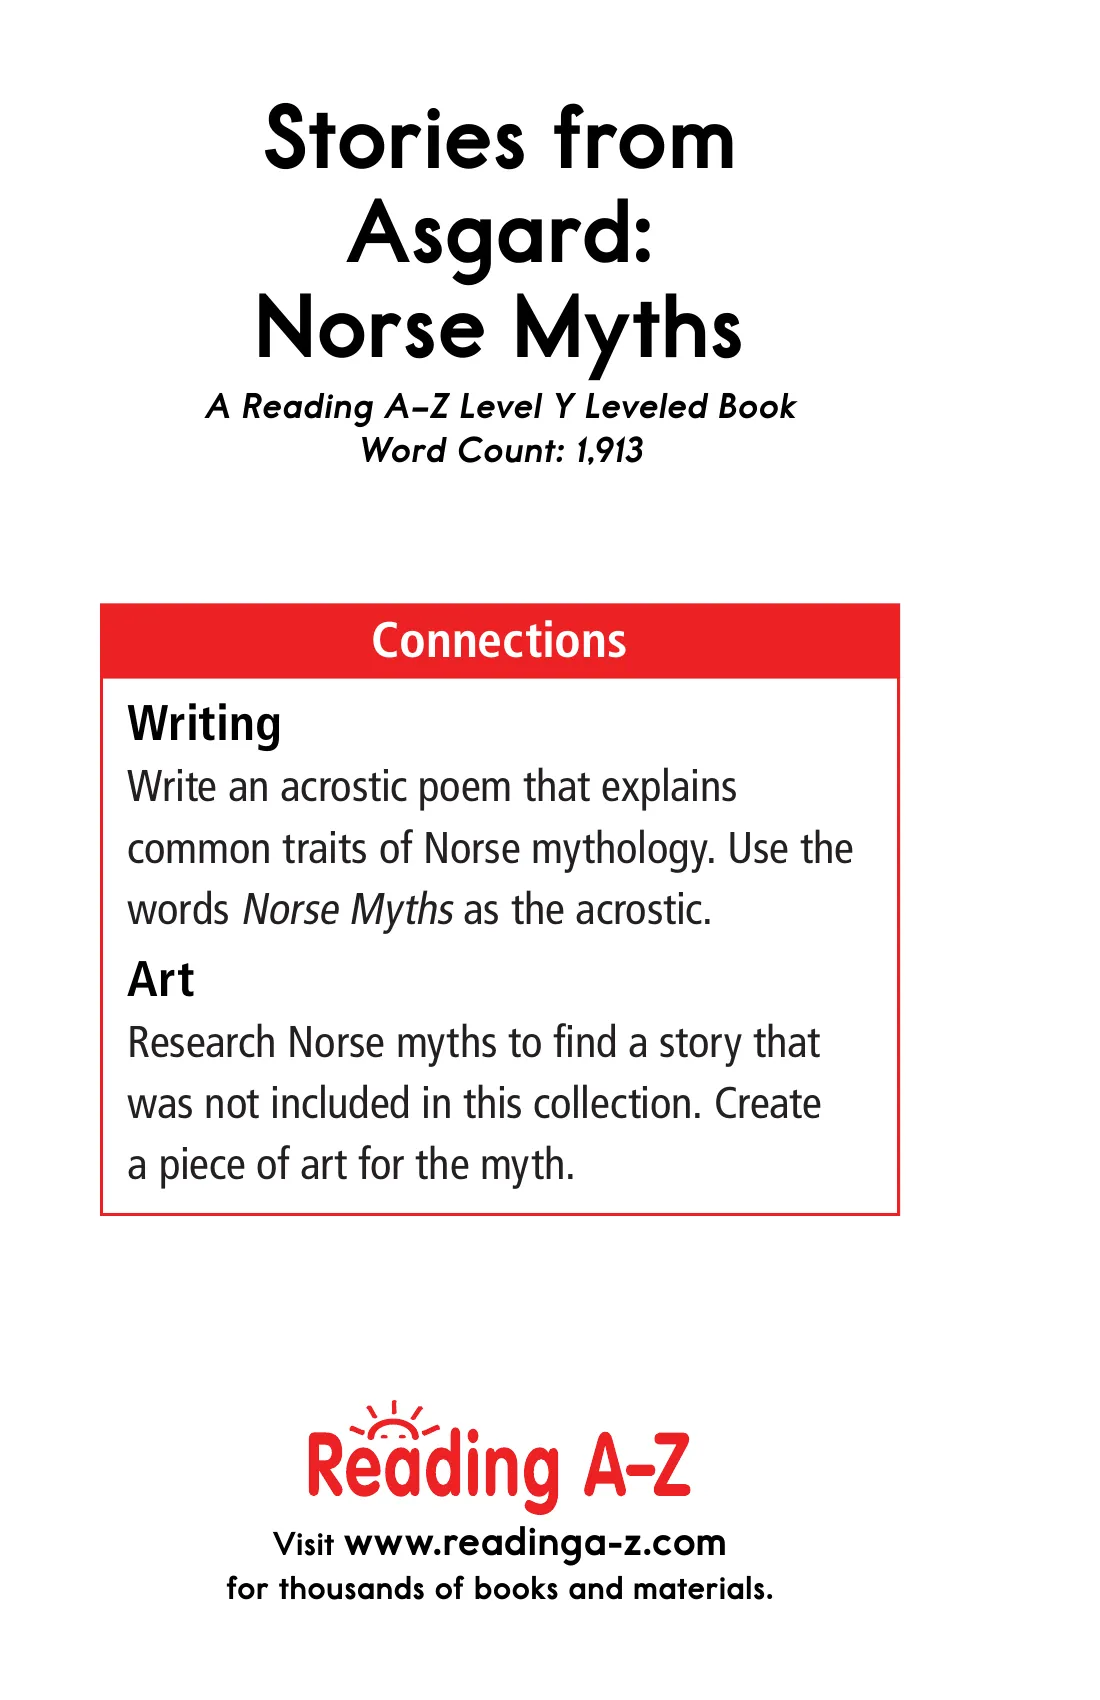 Stories from
Asgard:
Norse Myths
A Reading A–Z Level Y Leveled Book
Word Count: 1,913
Connections
Writing
Write an acrostic poem that explains
common traits of Norse mythology. Use the
words Norse Myths as the acrostic.
Art
Research Norse myths to find a story that
was not included in this collection. Create
a piece of art for the myth.
Reading A–Z
Visit www.readinga-z.com
for thousands of books and materials.